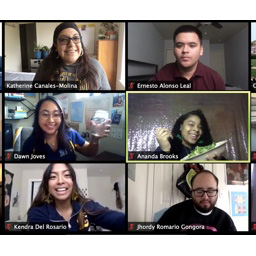 Katherine Canales-Molina
Ernesto Alonso Leal
Dawn Joves
Ananda Brooks
Kendra Del Rosario
Jhordy Romario Gongora